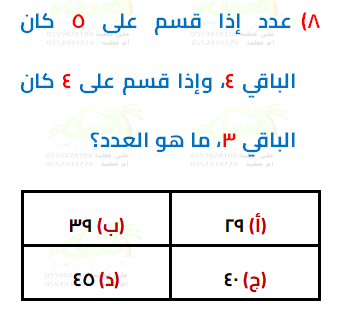 ٨) عدد إذا قسم على ٥ كان
الباقي ٤، وإذا قسم على ٤ كان
الباقي ٣، ما هو العدد؟
(أ) ٢٩ (ب) ٣٩
(ج) ٤٠ (د) ٤٥